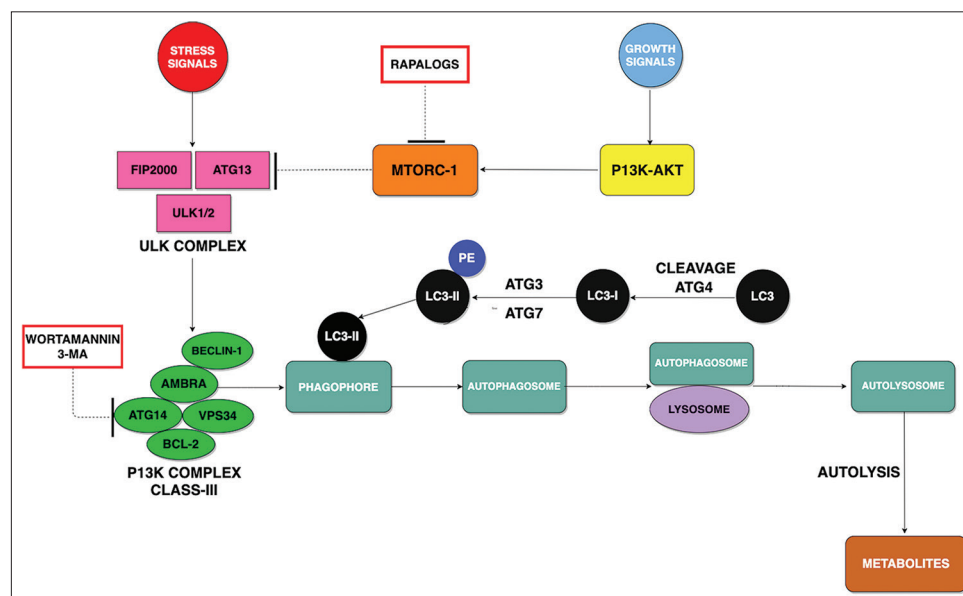 STRESS
SIGNALS
RAPALOGS
GROWTH
SIGNALS
FIP2000
ATG13
MTORC-1
P13K-AKT
ULK1/2
ULK COMPLEX
PE
LC3-II
ATG3
ATG7
LC3-I
CLEAVAGE
ATG4
LC3
LC3-II
WORTAMANNIN
3-MA
BECLIN-1
AMBRA
ATG14
VPS34
BCL-2
P13K COMPLEX
CLASS-III
PHAGOPHORE
AUTOPHAGOSOME
AUTOPHAGOSOME
LYSOSOME
AUTOLYSOSOME
AUTOLYSIS
METABOLITES